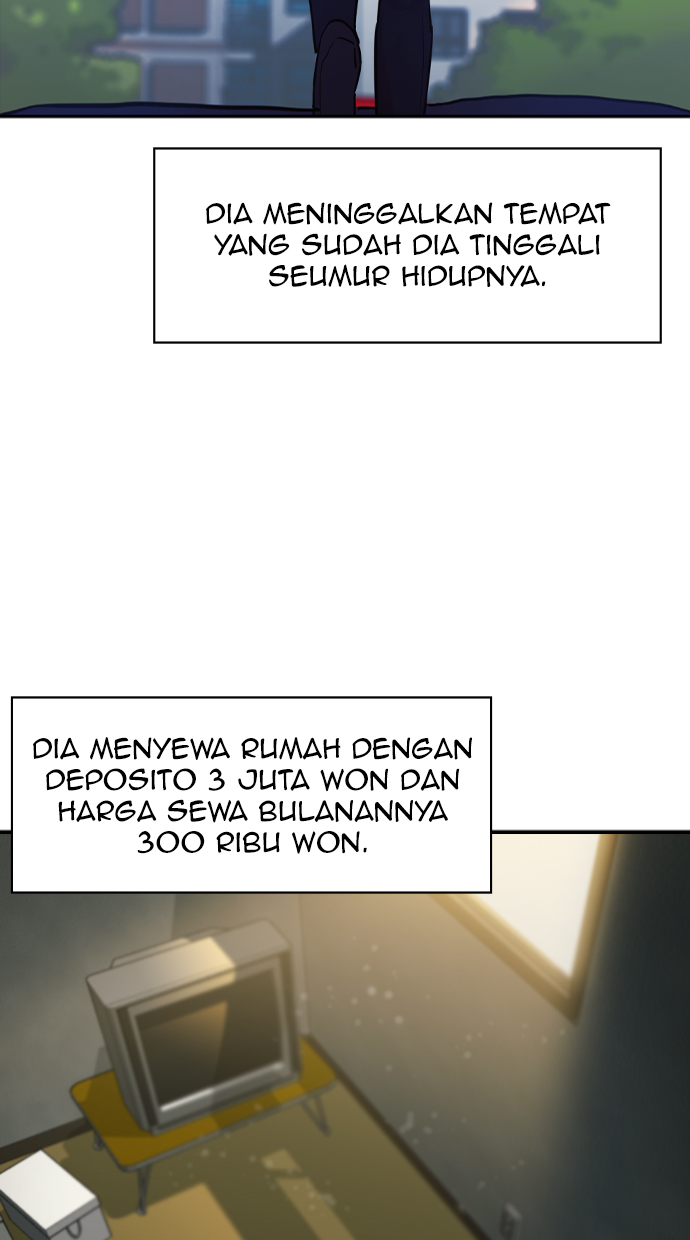 DIA MENINGGALKAN TEMPAT
YANG SUDAH DIA TINGGALI
SEUMUR HIDUPNYA.
DIA MENYEWA RUMAH DENGAN
DEPOSITO 3 JUTA WON DAN
HARGA SEWA BULANANNYA
300 RIBU WON.